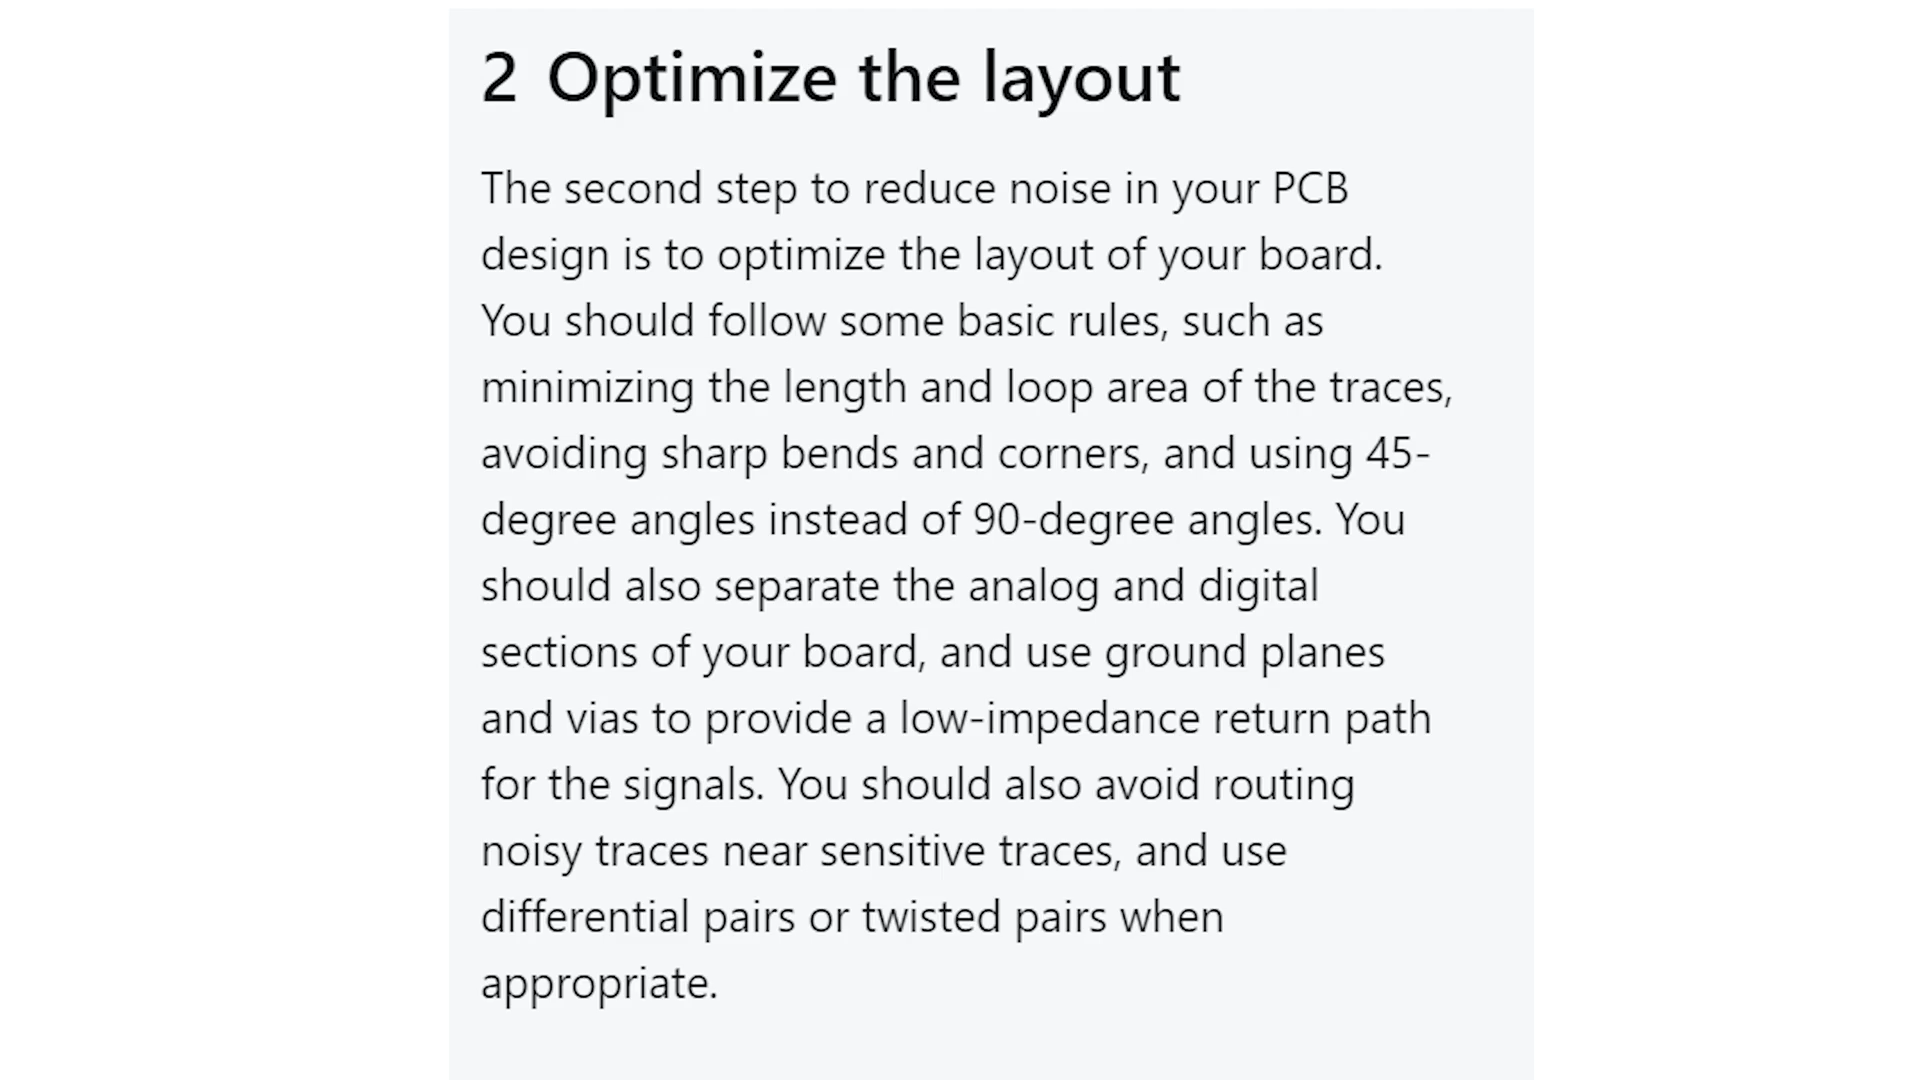 2 Optimize the layout
The second step to reduce noise in your PCB
design is to optimize the layout of your board.
You should follow some basic rules, such as
minimizing the length and loop area of the traces,
avoiding sharp bends and corners, and using 45-
degree angles instead of 90-degree angles. You
should also separate the analog and digital
sections of your board, and use ground planes
and vias to provide a low-impedance return path
for the signals. You should also avoid routing
noisy traces near sensitive traces, and use
differential pairs or twisted pairs when
appropriate.